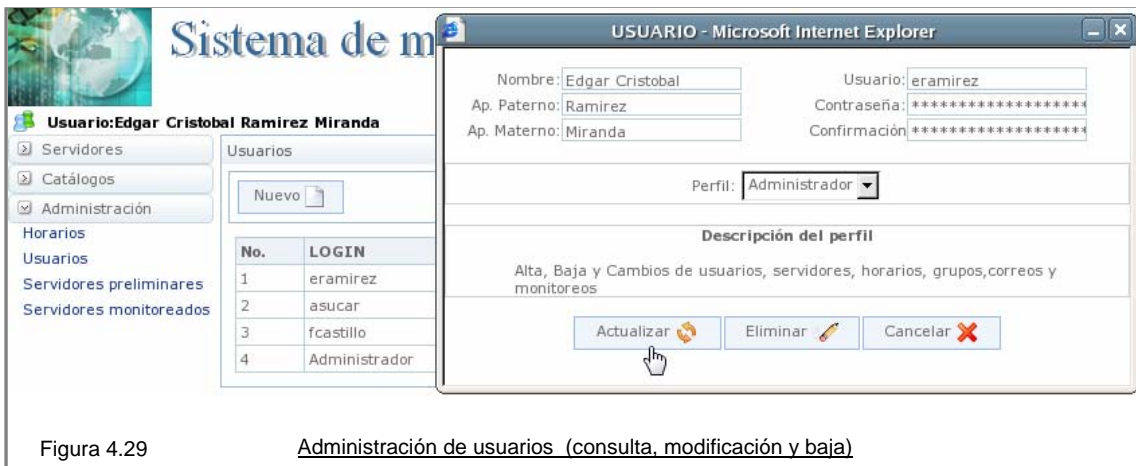 Sistema de m
Usuario:Edgar Cristobal Ramirez Miranda
Servidores
Catálogos
Administración
Horarios
Usuarios
Servidores preliminares
Servidores monitoreados
Usuarios
Nuevo
No. LOGIN
1 eramirez
2 asucar
3 fcastillo
4 Administrador
USUARIO - Microsoft Internet Explorer
Nombre: Edgar Cristobal Usuario: eramirez
Ap. Paterno: Ramirez Contraseña: *******************
Ap. Materno: Miranda Confirmación *******************
Perfil: Administrador
Descripción del perfil
Alta, Baja y Cambios de usuarios, servidores, horarios, grupos,correos y
monitoreos
Actualizar Eliminar Cancelar
Figura 4.29 Administración de usuarios (consulta, modificación y baja)